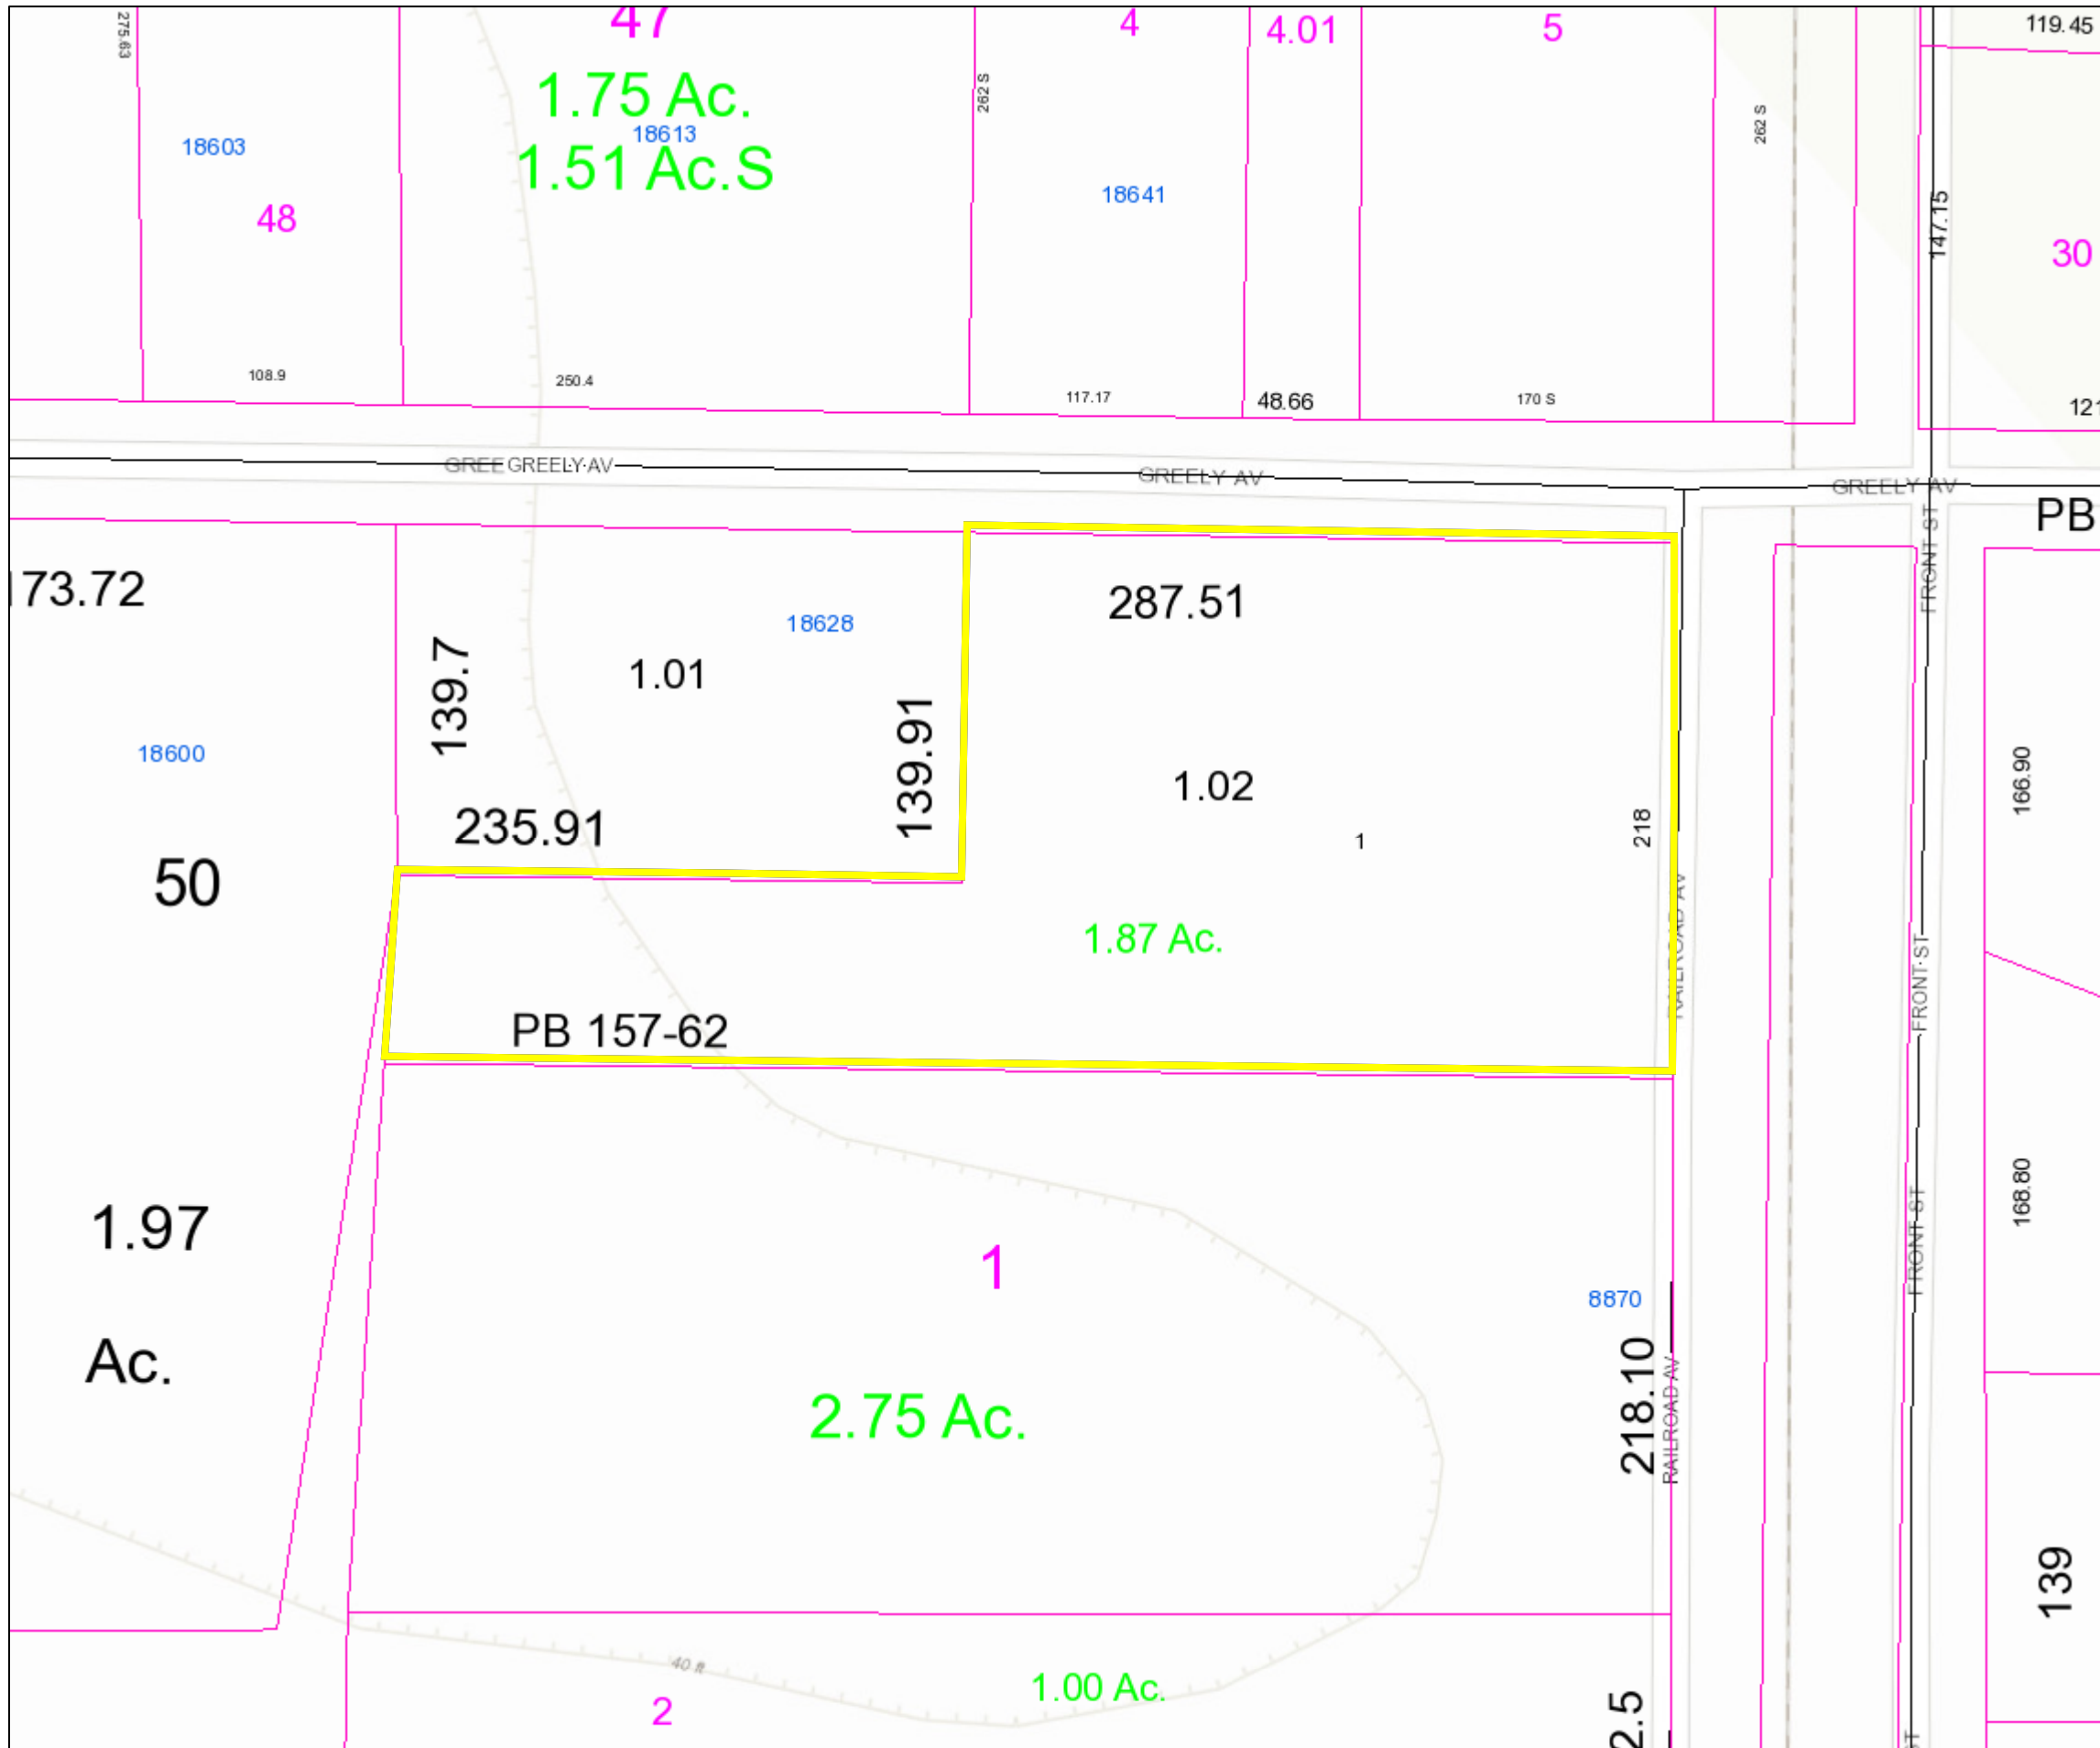 275.63
47
4
4.01
5
119.45
1.75 Ac.
262 S
262 S
18603
18613
1.51 Ac.S
18641
48
147.15
30
108.9
250.4
117.17
48.66
170 S
121
GREE GREELY AV
GREELY AV
GREELY AV
PB
FRONT ST
173.72
287.51
18628
139.7
1.01
139.91
18600
1.02
166.90
235.91
218
1
50
RAILROAD AV
1.87 Ac.
FRONT ST
PB 157-62
168.80
1.97
FRONT ST
1
8870
Ac.
218.10
RAILROAD AV
2.75 Ac.
139
40 ft
1.00 Ac.
2
2.5
ST